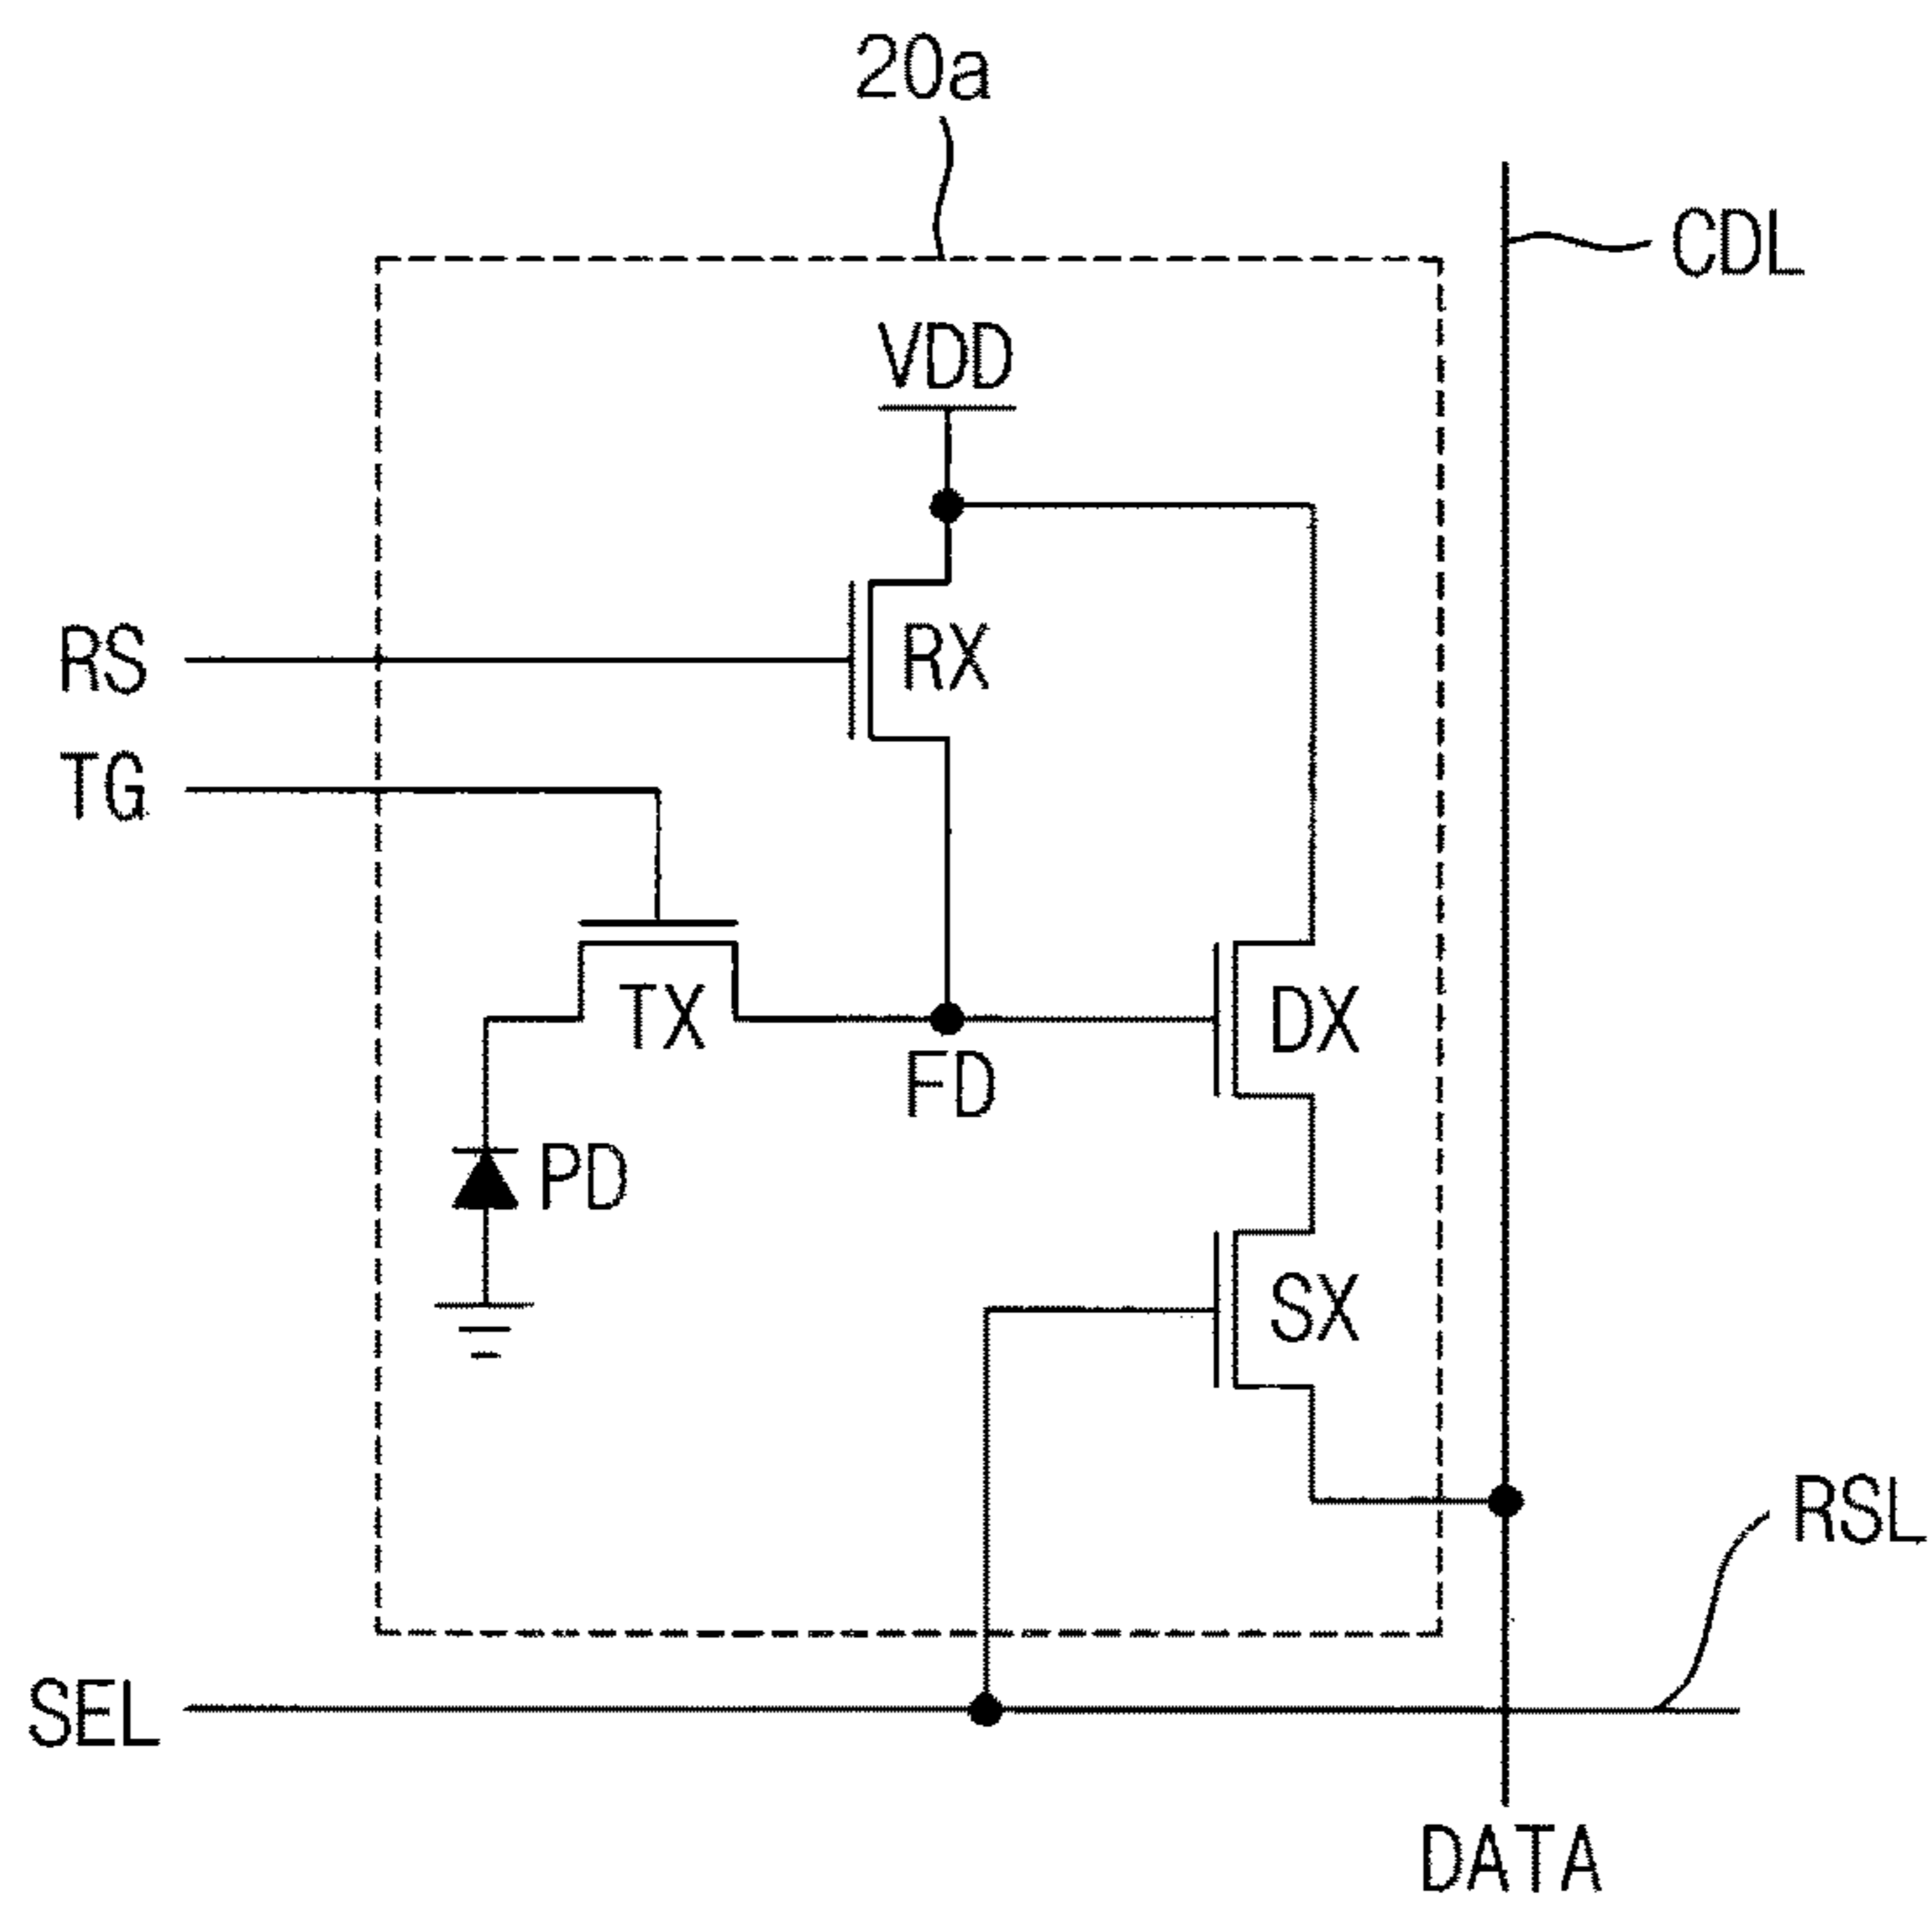 20a
CDL
VDD
RS
RX
TG
TX
DX
FD
PD
SX
RSL
SEL
DATA